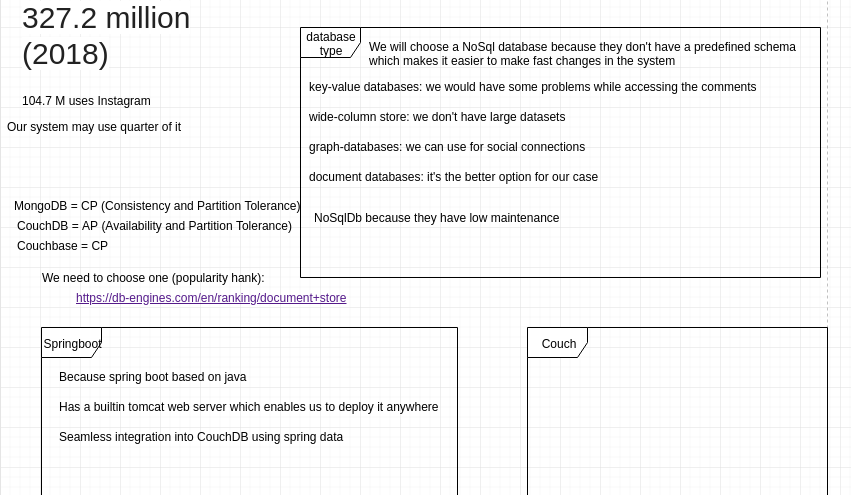 327.2 million
(2018)
104.7 M uses Instagram
Our system may use quarter of it
database
type
We will choose a NoSql database because they don't have a predefined schema
which makes it easier to make fast changes in the system
key-value databases: we would have some problems while accessing the comments
wide-column store: we don't have large datasets
graph-databases: we can use for social connections
document databases: it's the better option for our case
NoSqlDb because they have low maintenance
MongoDB = CP (Consistency and Partition Tolerance)
CouchDB = AP (Availability and Partition Tolerance)
Couchbase = CP
We need to choose one (popularity hank):
https://db-engines.com/en/ranking/document+store
Springboot
Because spring boot based on java
Has a builtin tomcat web server which enables us to deploy it anywhere
Seamless integration into CouchDB using spring data
Couch